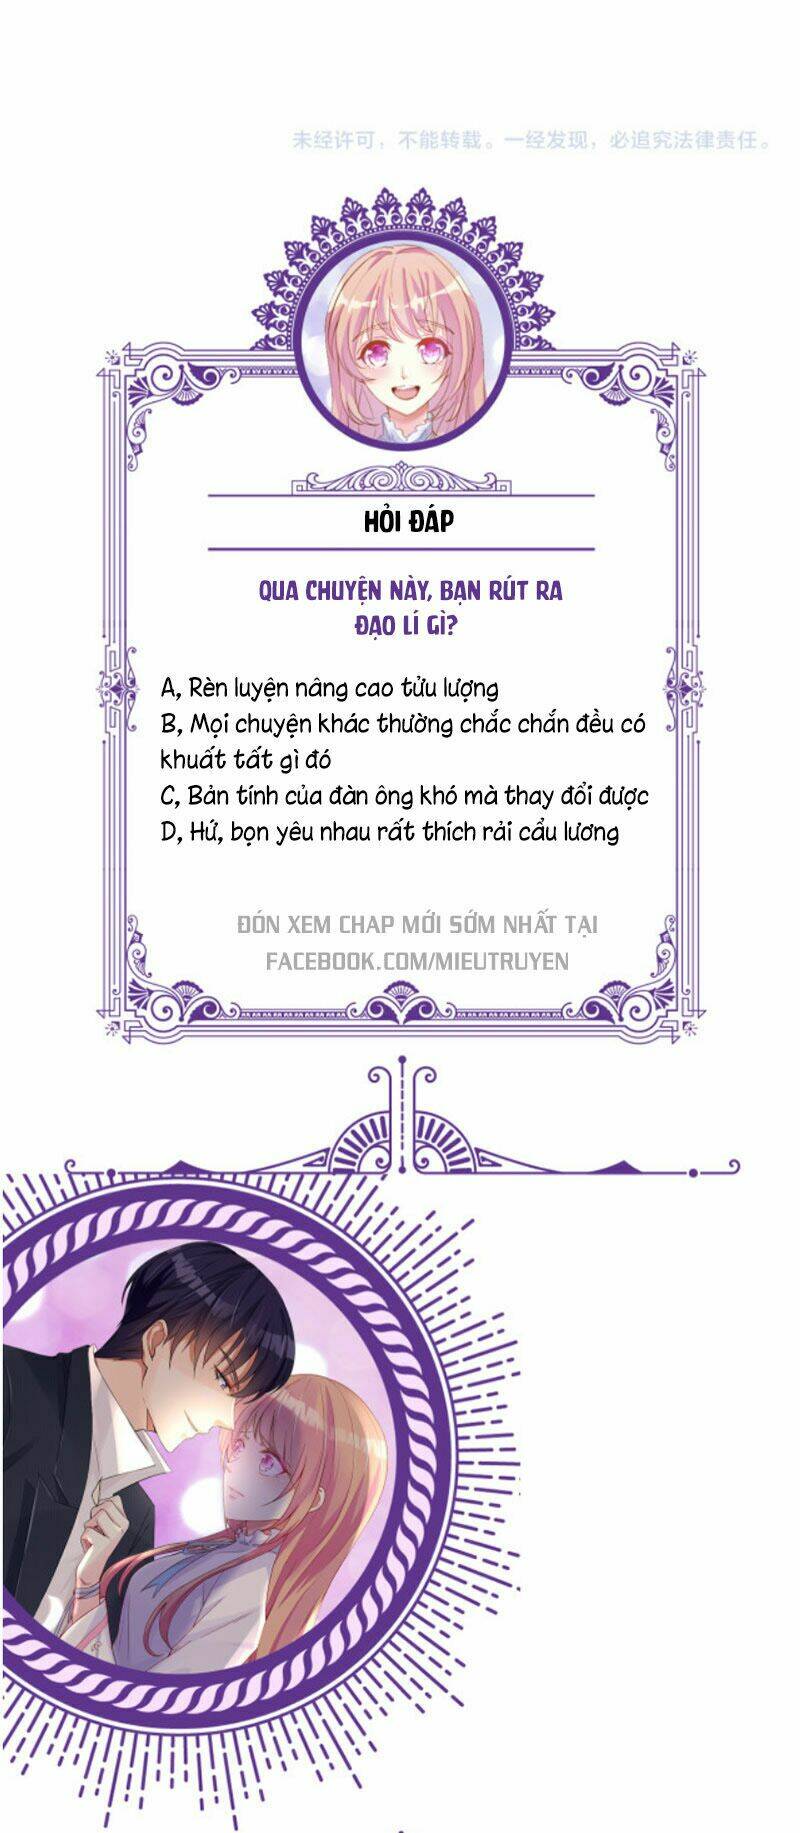 未经许可，不能转载。一经发现，必追究法律责任。
HỎI ĐÁP
QUA CHUYỆN NÀY, BẠN RÚT RA
ĐẠO LÍ GÌ?
A, Rèn luyện nâng cao tửu lượng
B, Mọi chuyện khác thường chắc chắn đều có
khuất tất gì đó
C, Bản tính của đàn ông khó mà thay đổi được
D, Hứ, bọn yêu nhau rất thích rải cẩu lương
ĐÓN XEM CHAP MỚI SỚM NHẤT TẠI
FACEBOOK.COM/MIEUTRUYEN